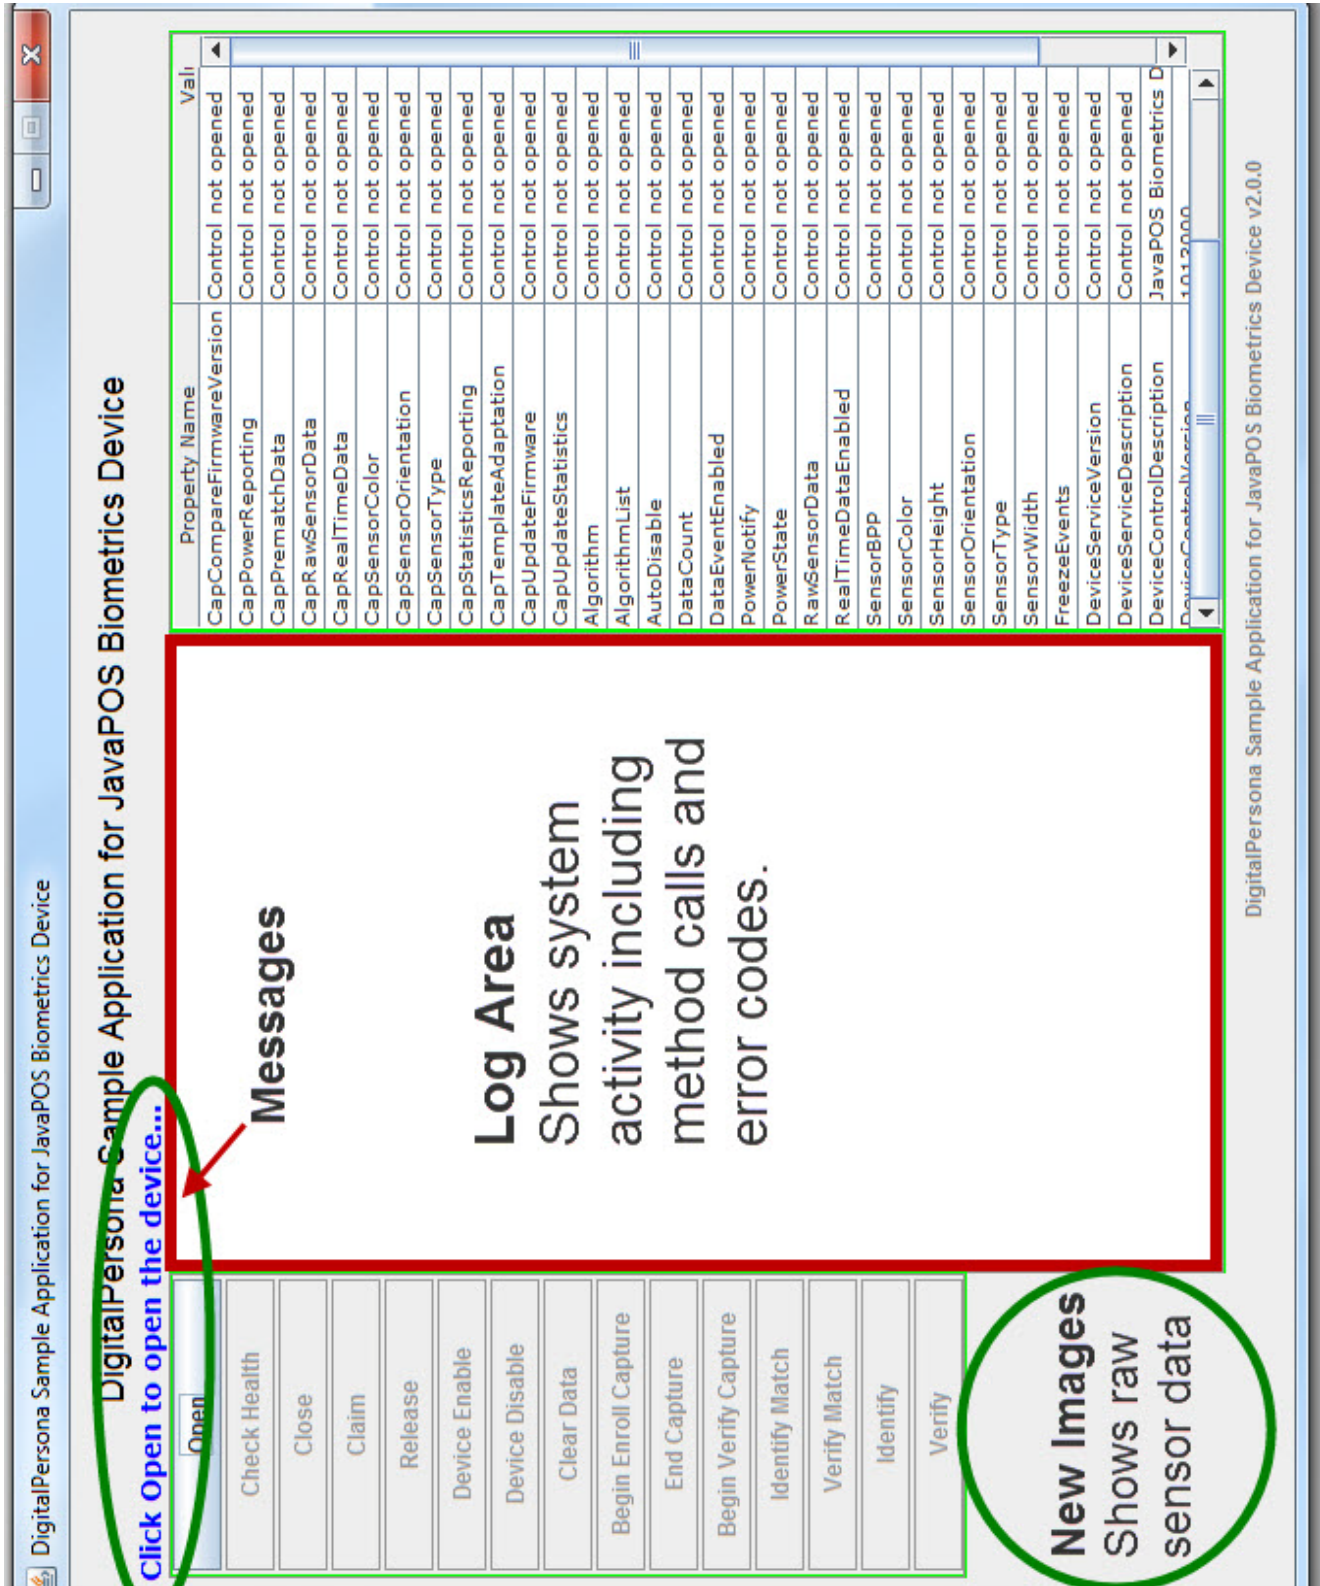 DigitalPersona Sample Application for JavaPOS Biometrics Device
DigitalPersona Sample Application for JavaPOS Biometrics Device
Click Open to open the device...
Open
Check Health
Close
Claim
Release
Device Enable
Device Disable
Clear Data
Begin Enroll Capture
End Capture
Begin Verify Capture
Identify Match
Verify Match
Identify
Verify
New Images
Shows raw
sensor data
Messages
Log Area
Shows system
activity including
method calls and
error codes.
Property Name Valu
CapCompareFirmwareVersion Control not opened
CapPowerReporting Control not opened
CapPrematchData Control not opened
CapRawSensorData Control not opened
CapRealTimeData Control not opened
CapSensorColor Control not opened
CapSensorOrientation Control not opened
CapSensorType Control not opened
CapStatisticsReporting Control not opened
CapTemplateAdaptation Control not opened
CapUpdateFirmware Control not opened
CapUpdateStatistics Control not opened
Algorithm Control not opened
AlgorithmList Control not opened
AutoDisable Control not opened
DataCount Control not opened
DataEventEnabled Control not opened
PowerNotify Control not opened
PowerState Control not opened
RawSensorData Control not opened
RealTimeDataEnabled Control not opened
SensorBPP Control not opened
SensorColor Control not opened
SensorHeight Control not opened
SensorOrientation Control not opened
SensorType Control not opened
SensorWidth Control not opened
FreezeEvents Control not opened
DeviceServiceVersion Control not opened
DeviceServiceDescription Control not opened
DeviceControlDescription JavaPOS Biometrics D
DeviceControlVersion 1013000
DigitalPersona Sample Application for JavaPOS Biometrics Device v2.0.0